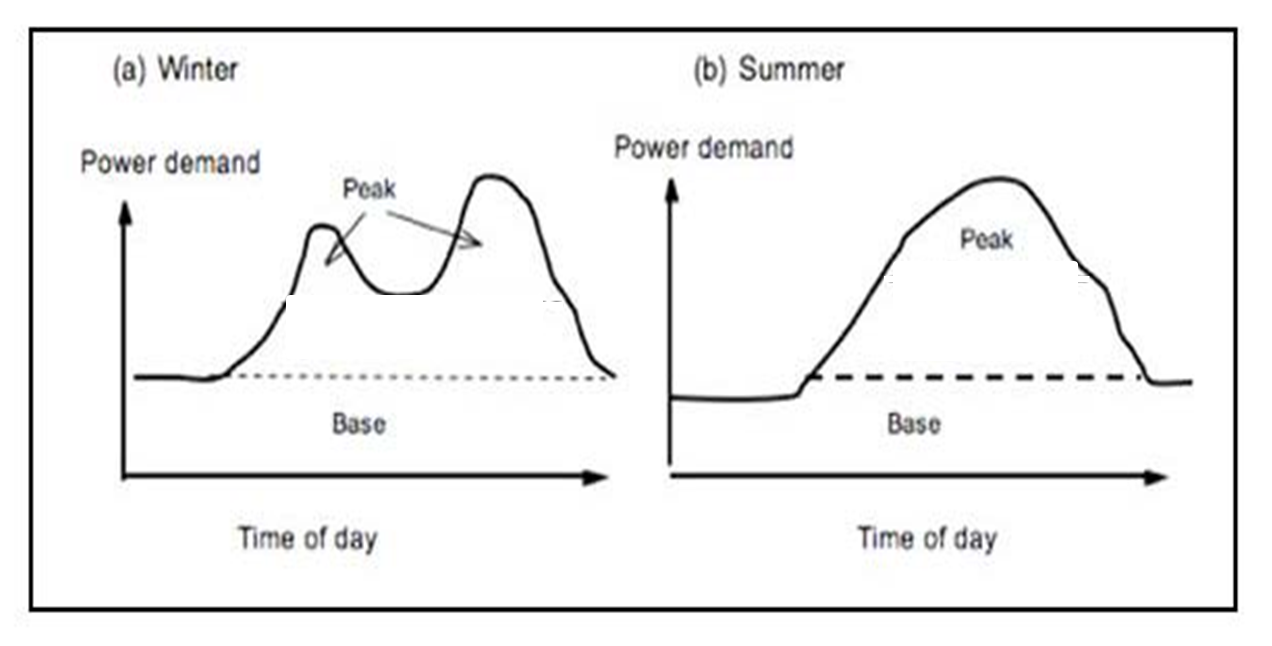 (a) Winter
Power demand
Peak
Base
Time of day
(b) Summer
Power demand
Peak
Base
Time of day